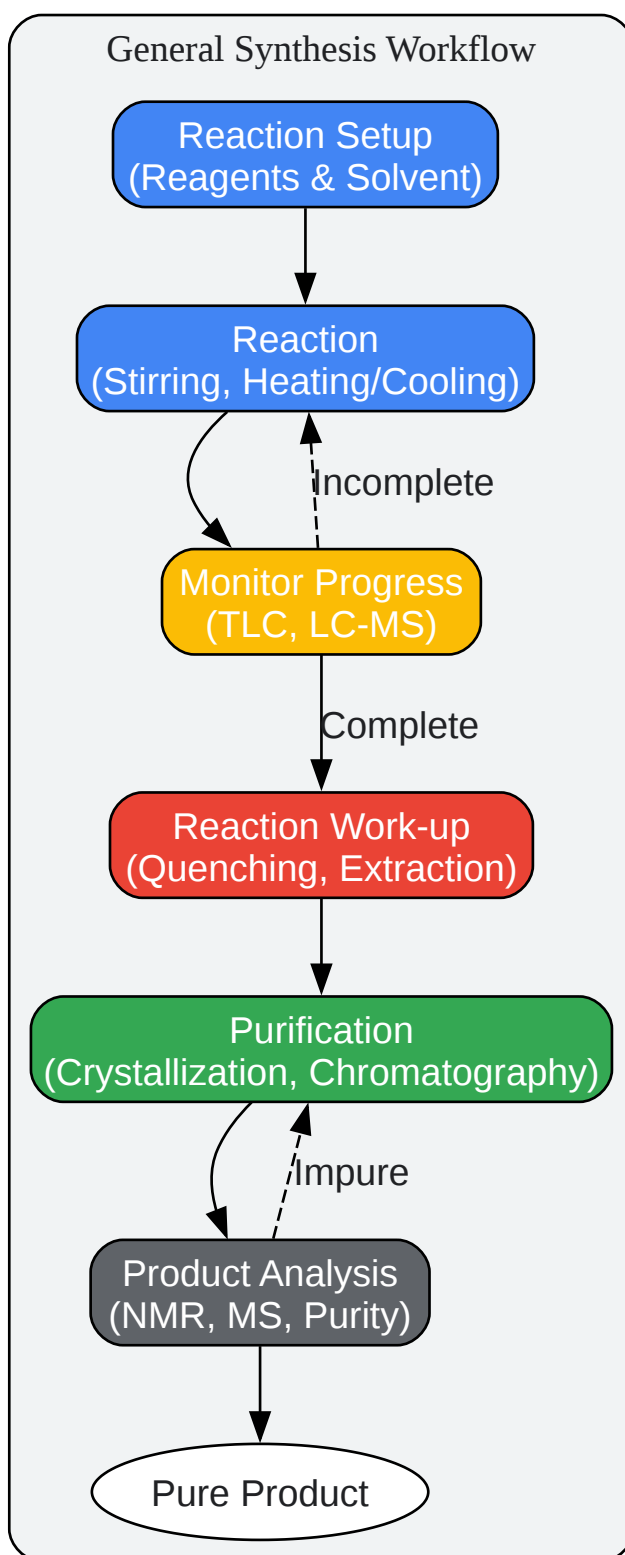 General Synthesis Workflow
Reaction Setup
(Reagents & Solvent)
Reaction
(Stirring, Heating/Cooling)
Incomplete
Monitor Progress
(TLC, LC-MS)
Complete
Reaction Work-up
(Quenching, Extraction)
Purification
(Crystallization, Chromatography)
Impure
Product Analysis
(NMR, MS, Purity)
Pure Product